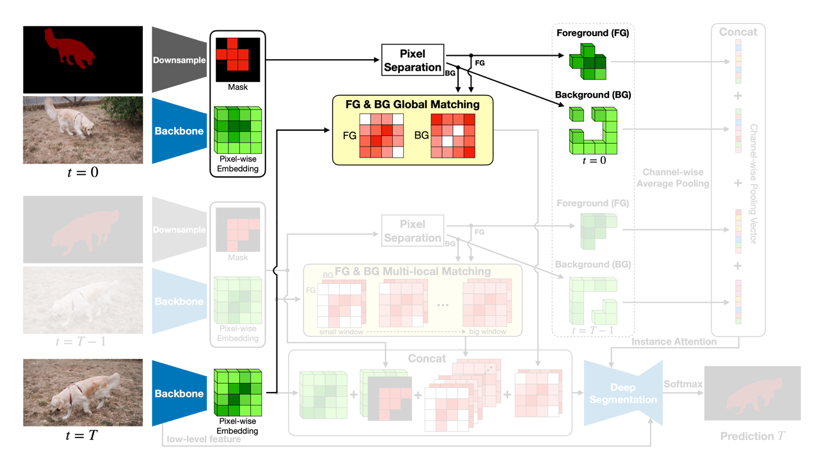 Foreground (FG)
Concat
Downsample
Pixel
Separation
FG
BG
Mask
Background (BG)
FG & BG Global Matching
Backbone
FG
BG
Pixel-wise
Embedding
t = 0
t = 0
Channel-wise
Average Pooling
Channel-wise Pooling Vector
+
+
+
Foreground (FG)
Downsample
Pixel
Separation
FG
BG
Mask
Background (BG)
FG & BG Multi-local Matching
BG
FG
Backbone
...
small window
big window
Pixel-wise
Embedding
t = T − 1
t = T − 1
Instance Attention
Concat
Backbone
+
+
+
Deep
Segmentation
Softmax
Pixel-wise
Embedding
t = T
low-level feature
Prediction T